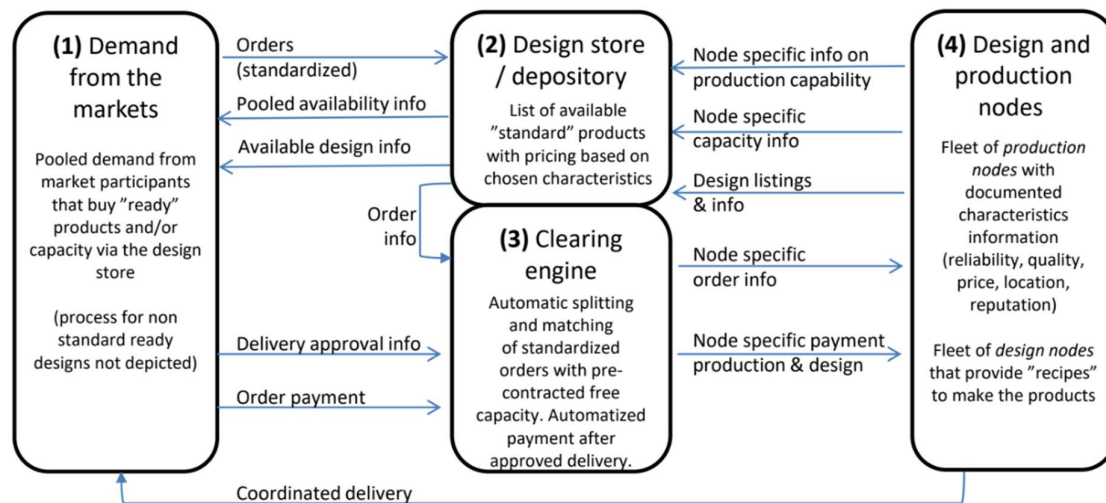 (1) Demand
from the
markets
Pooled demand from
market participants
that buy ”ready”
products and/or
capacity via the design
store
(process for non
standard ready
designs not depicted)
Orders
(standardized)
Pooled availability info
Available design info
Order
info
Delivery approval info
Order payment
Coordinated delivery
(2) Design store
/ depository
List of available
”standard” products
with pricing based on
chosen characteristics
(3) Clearing
engine
Automatic splitting
and matching
of standardized
orders with pre-
contracted free
capacity. Automatized
payment after
approved delivery.
Node specific info on
production capability
Node specific
capacity info
Design listings
& info
Node specific
order info
Node specific payment
production & design
(4) Design and
production
nodes
Fleet of production
nodes with
documented
characteristics
information
(reliability, quality,
price, location,
reputation)
Fleet of design nodes
that provide ”recipes”
to make the products